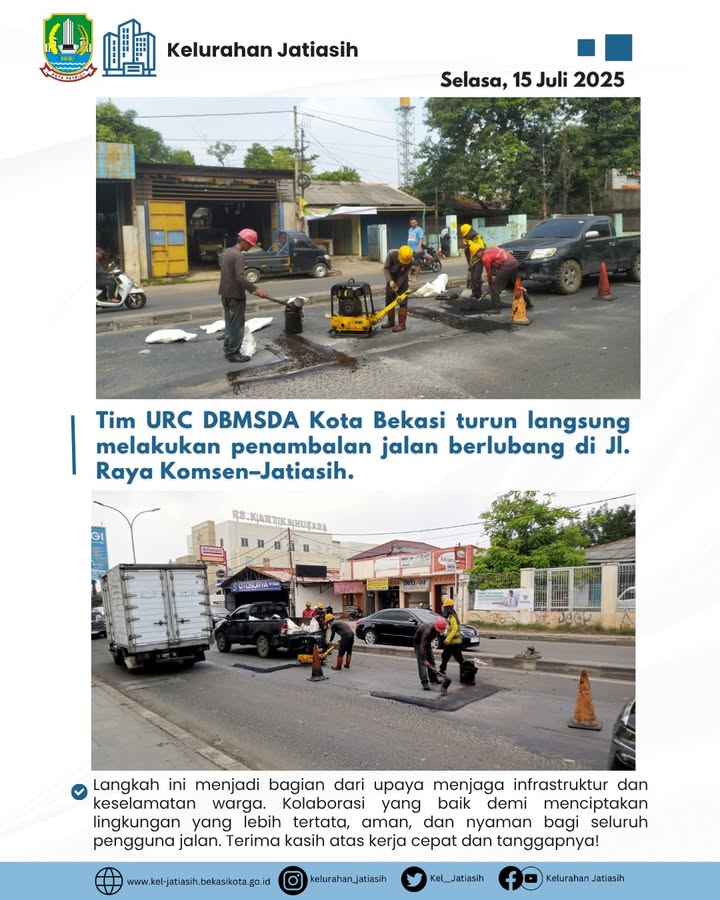 KOTA PATRIOT
Kelurahan Jatiasih
Selasa, 15 Juli 2025
Tim URC DBMSDA Kota Bekasi turun langsung
melakukan penambalan jalan berlubang di Jl.
Raya Komsen–Jatiasih.
RS. KARTIKA HUSADA
Langkah ini menjadi bagian dari upaya menjaga infrastruktur dan
keselamatan warga. Kolaborasi yang baik demi menciptakan
lingkungan yang lebih tertata, aman, dan nyaman bagi seluruh
pengguna jalan. Terima kasih atas kerja cepat dan tanggapnya!
www.kel-jatiasih.bekasikota.go.id
kelurahan_jatiasih
Kel__Jatiasih
Kelurahan Jatiasih